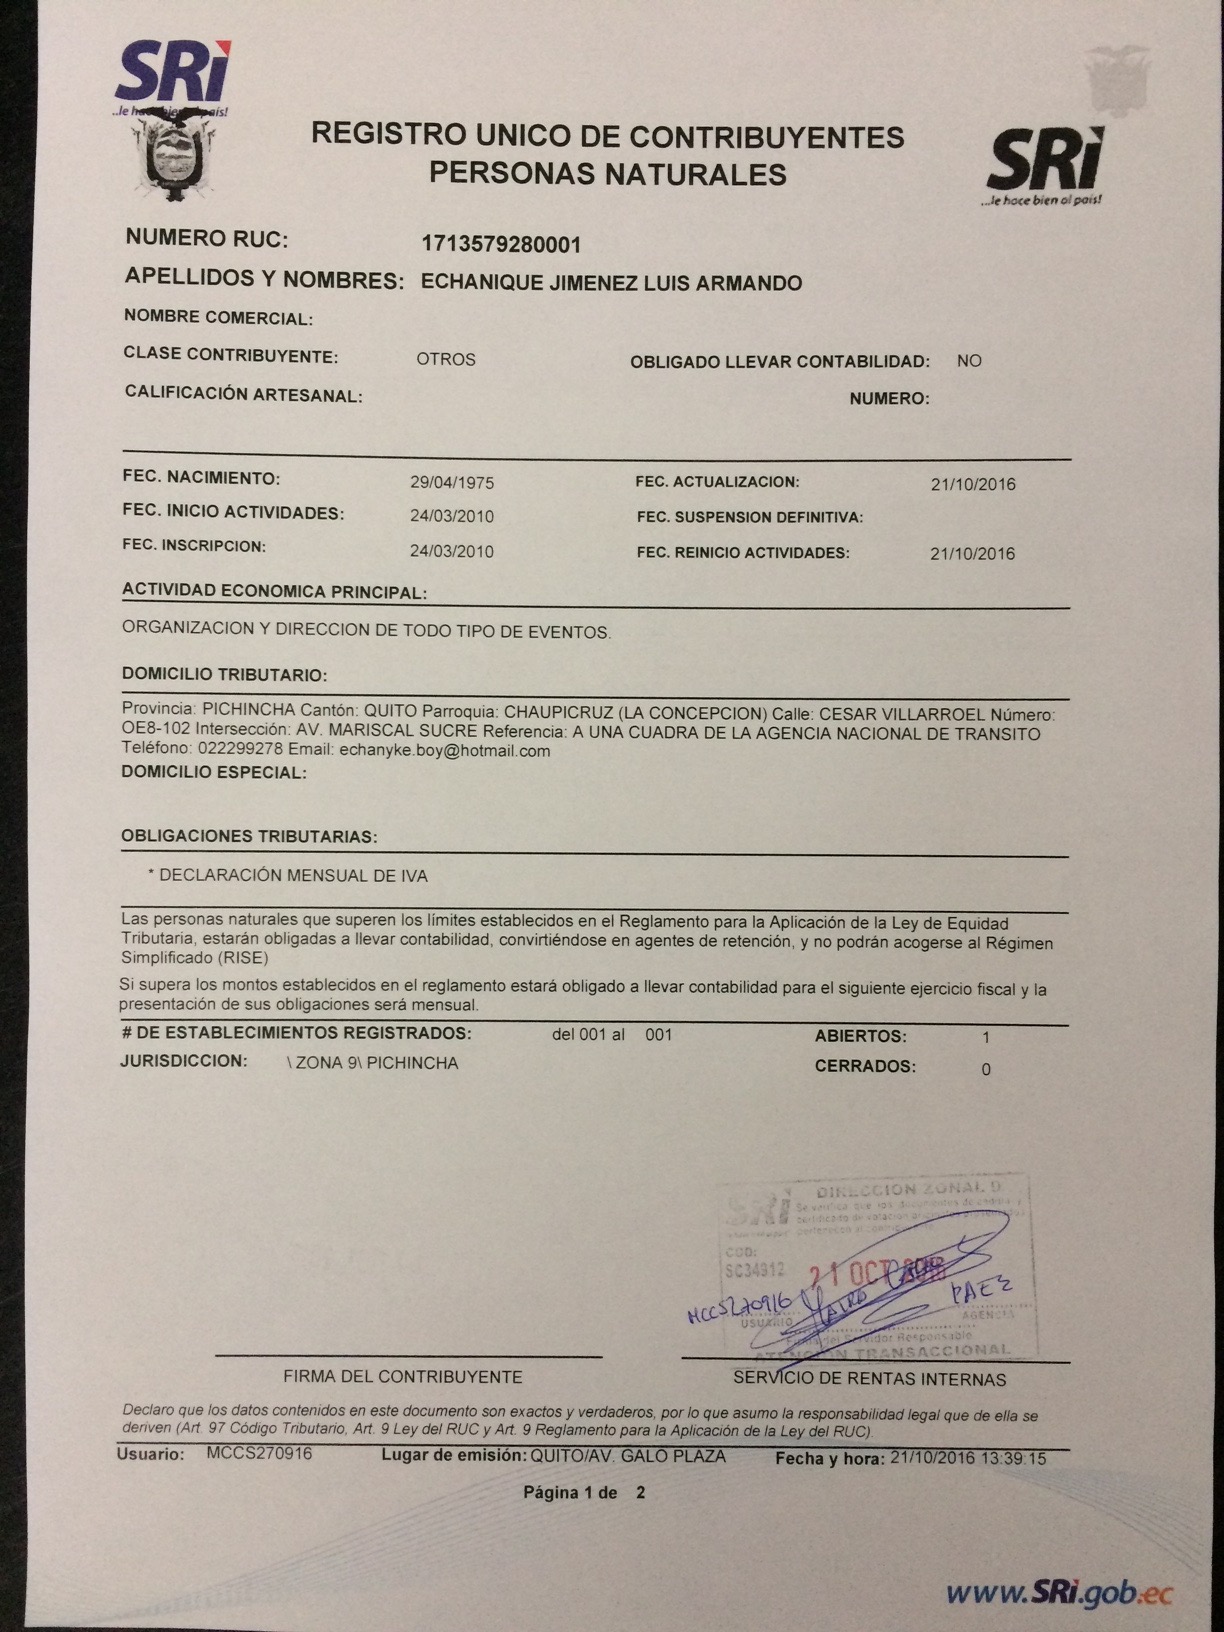 SRi
...le hace bien al país!
REGISTRO UNICO DE CONTRIBUYENTES
PERSONAS NATURALES
SRi
...le hace bien al país!
NUMERO RUC: 1713579280001
APELLIDOS Y NOMBRES: ECHANIQUE JIMENEZ LUIS ARMANDO
NOMBRE COMERCIAL:
CLASE CONTRIBUYENTE: OTROS OBLIGADO LLEVAR CONTABILIDAD: NO
CALIFICACIÓN ARTESANAL: NUMERO:
FEC. NACIMIENTO: 29/04/1975 FEC. ACTUALIZACION: 21/10/2016
FEC. INICIO ACTIVIDADES: 24/03/2010 FEC. SUSPENSION DEFINITIVA:
FEC. INSCRIPCION: 24/03/2010 FEC. REINICIO ACTIVIDADES: 21/10/2016
ACTIVIDAD ECONOMICA PRINCIPAL:
ORGANIZACION Y DIRECCION DE TODO TIPO DE EVENTOS.
DOMICILIO TRIBUTARIO:
Provincia: PICHINCHA Cantón: QUITO Parroquia: CHAUPICRUZ (LA CONCEPCION) Calle: CESAR VILLARROEL Número:
OE8-102 Intersección: AV. MARISCAL SUCRE Referencia: A UNA CUADRA DE LA AGENCIA NACIONAL DE TRANSITO
Teléfono: 022299278 Email: echanyke.boy@hotmail.com
DOMICILIO ESPECIAL:
OBLIGACIONES TRIBUTARIAS:
* DECLARACIÓN MENSUAL DE IVA
Las personas naturales que superen los límites establecidos en el Reglamento para la Aplicación de la Ley de Equidad
Tributaria, estarán obligadas a llevar contabilidad, convirtiéndose en agentes de retención, y no podrán acogerse al Régimen
Simplificado (RISE)
Si supera los montos establecidos en el reglamento estará obligado a llevar contabilidad para el siguiente ejercicio fiscal y la
presentación de sus obligaciones será mensual.
# DE ESTABLECIMIENTOS REGISTRADOS: del 001 al 001 ABIERTOS: 1
JURISDICCION: \ ZONA 9\ PICHINCHA CERRADOS: 0
SRi DIRECCION ZONAL 9
Se verifica que los documentos de
certificado de votación
COD:
SC34912 21 OCT 2016
MCCS270916 PAEZ
USUARIO AGENCIA
Firma del Servidor Responsable
ATENCION TRANSACCIONAL
FIRMA DEL CONTRIBUYENTE SERVICIO DE RENTAS INTERNAS
Declaro que los datos contenidos en este documento son exactos y verdaderos, por lo que asumo la responsabilidad legal que de ella se
deriven (Art. 97 Código Tributario, Art. 9 Ley del RUC y Art. 9 Reglamento para la Aplicación de la Ley del RUC).
Usuario: MCCS270916 Lugar de emisión: QUITO/AV. GALO PLAZA Fecha y hora: 21/10/2016 13:39:15
Página 1 de 2
www.SRi.gob.ec